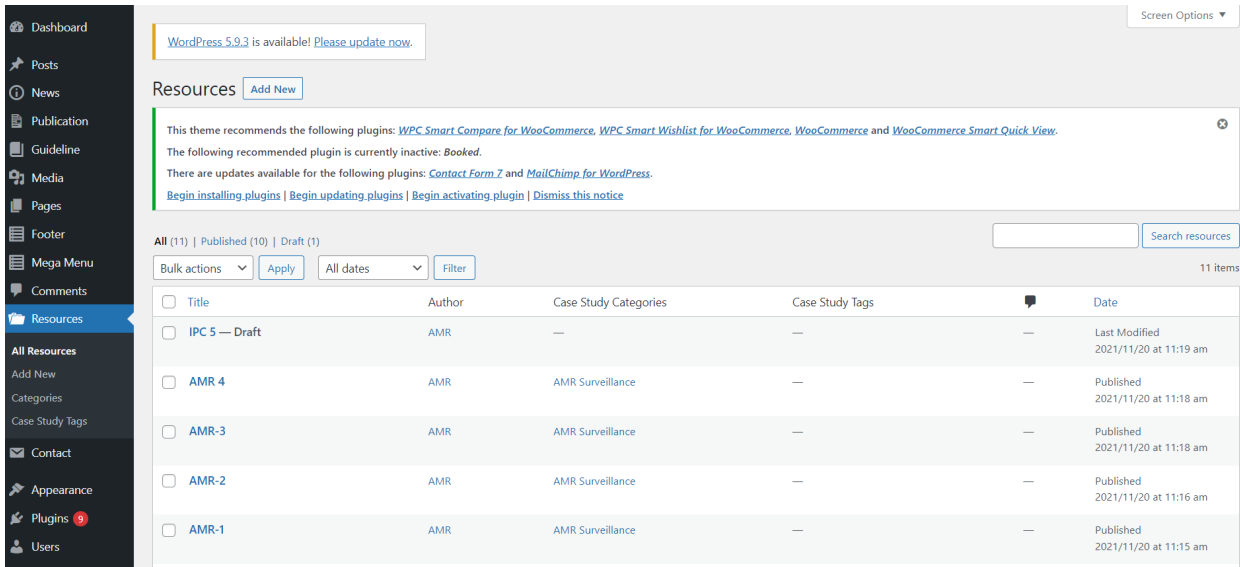 Dashboard
Posts
News
Publication
Guideline
Media
Pages
Footer
Mega Menu
Comments
Resources
All Resources
Add New
Categories
Case Study Tags
Contact
Appearance
Plugins 9
Users
Screen Options ▼
WordPress 5.9.3 is available! Please update now.
Resources Add New
This theme recommends the following plugins: WPC Smart Compare for WooCommerce, WPC Smart Wishlist for WooCommerce, WooCommerce and WooCommerce Smart Quick View.
The following recommended plugin is currently inactive: Booked.
There are updates available for the following plugins: Contact Form 7 and MailChimp for WordPress.
Begin installing plugins | Begin updating plugins | Begin activating plugin | Dismiss this notice
All (11) | Published (10) | Draft (1)
Search resources
Bulk actions Apply All dates Filter
11 items
Title Author Case Study Categories Case Study Tags Date
IPC 5 — Draft AMR — — — Last Modified
2021/11/20 at 11:19 am
AMR 4 AMR AMR Surveillance — — Published
2021/11/20 at 11:18 am
AMR-3 AMR AMR Surveillance — — Published
2021/11/20 at 11:18 am
AMR-2 AMR AMR Surveillance — — Published
2021/11/20 at 11:16 am
AMR-1 AMR AMR Surveillance — — Published
2021/11/20 at 11:15 am